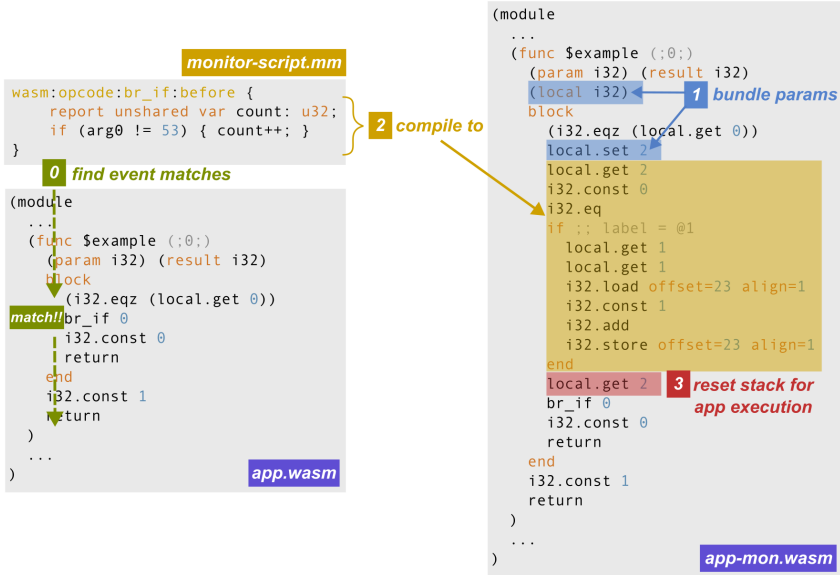 monitor-script.mm
wasm:opcode:br_if:before {
    report unshared var count: u32;
    if (arg0 != 53) { count++; }
}
2 compile to
0 find event matches
(module
  ...
  (func $example (;0;)
    (param i32) (result i32)
    block
      (i32.eqz (local.get 0))
match!! br_if 0
      i32.const 0
      return
    end
    i32.const 1
    return
  )
  ...
)
app.wasm
(module
  ...
  (func $example (;0;)
    (param i32) (result i32)
    (local i32)
1 bundle params
    block
      (i32.eqz (local.get 0))
      local.set 2
      local.get 2
      i32.const 0
      i32.eq
      if ;; label = @1
        local.get 1
        local.get 1
        i32.load offset=23 align=1
        i32.const 1
        i32.add
        i32.store offset=23 align=1
      end
      local.get 2
3 reset stack for
app execution
      br_if 0
      i32.const 0
      return
    end
    i32.const 1
    return
  )
  ...
)
app-mon.wasm